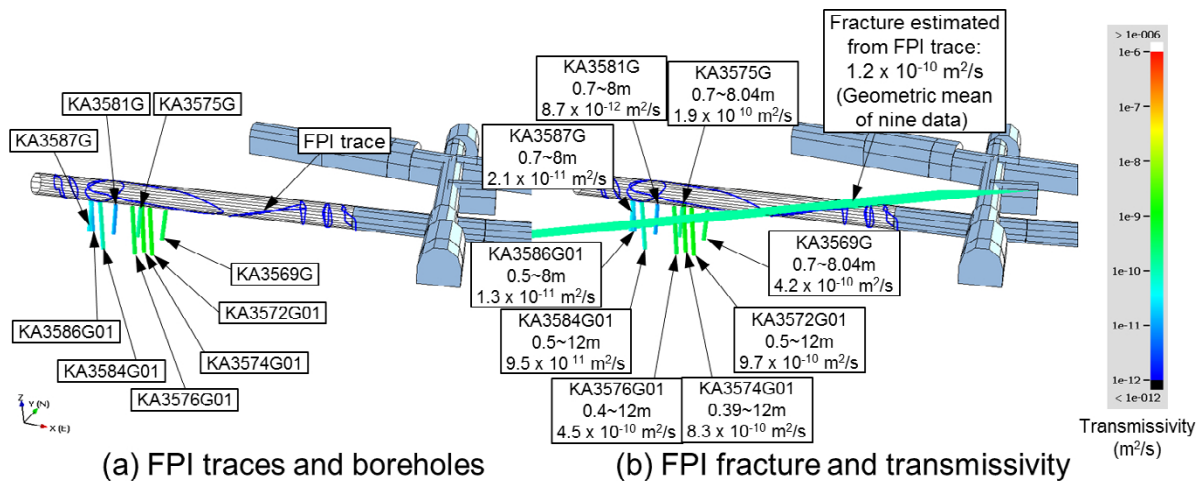 KA3581G
KA3575G
KA3587G
FPI trace
KA3569G
KA3572G01
KA3574G01
KA3576G01
KA3584G01
KA3586G01
Z
Y (N)
X (E)
(a) FPI traces and boreholes
KA3581G
0.7~8m
8.7 x 10⁻¹² m²/s
KA3575G
0.7~8.04m
1.9 x 10¹⁰ m²/s
Fracture estimated
from FPI trace:
1.2 x 10⁻¹⁰ m²/s
(Geometric mean
of nine data)
KA3587G
0.7~8m
2.1 x 10⁻¹¹ m²/s
KA3586G01
0.5~8m
1.3 x 10⁻¹¹ m²/s
KA3569G
0.7~8.04m
4.2 x 10⁻¹⁰ m²/s
KA3584G01
0.5~12m
9.5 x 10¹¹ m²/s
KA3572G01
0.5~12m
9.7 x 10⁻¹⁰ m²/s
KA3576G01
0.4~12m
4.5 x 10⁻¹⁰ m²/s
KA3574G01
0.39~12m
8.3 x 10⁻¹⁰ m²/s
(b) FPI fracture and transmissivity
> 1e-006
1e-6
1e-7
1e-8
1e-9
1e-10
1e-11
1e-12
< 1e-012
Transmissivity
(m²/s)